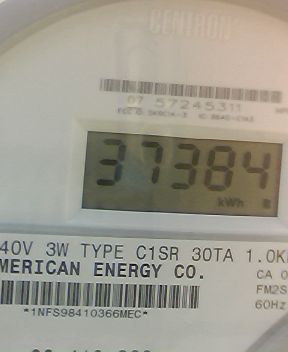 CENTRON
07 57245311
37384
kWh
40V 3W TYPE C1SR 30TA 1.0K
MERICAN ENERGY CO.
CA 0
FM2S
60Hz
*1NFS98410366MEC*